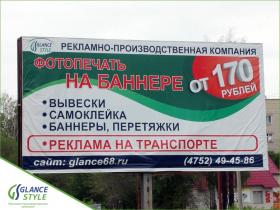 GLANCE STYLE
РЕКЛАМНО-ПРОИЗВОДСТВЕННАЯ КОМПАНИЯ
ФОТОПЕЧАТЬ
НА БАННЕРЕ
ОТ 170
РУБЛЕЙ
• ВЫВЕСКИ
• САМОКЛЕЙКА
• БАННЕРЫ, ПЕРЕТЯЖКИ
• РЕКЛАМА НА ТРАНСПОРТЕ
сайт: glance68.ru
(4752) 49-45-86
GLANCE
STYLE